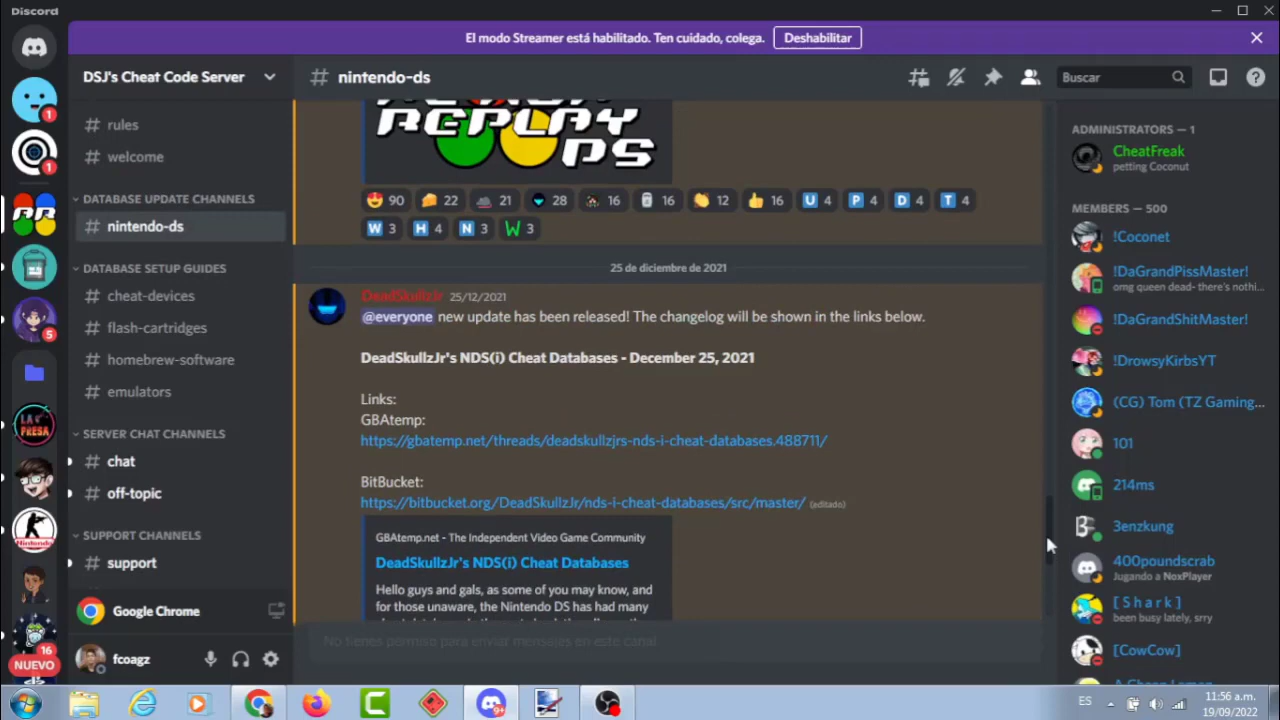 Discord
El modo Streamer está habilitado. Ten cuidado, colega.
Deshabilitar
DSJ's Cheat Code Server
# nintendo-ds
Buscar
# rules
# welcome
DATABASE UPDATE CHANNELS
# nintendo-ds
DATABASE SETUP GUIDES
# cheat-devices
# flash-cartridges
# homebrew-software
# emulators
SERVER CHAT CHANNELS
# chat
# off-topic
SUPPORT CHANNELS
# support
Google Chrome
fcoagz
1
1
5
LA PRESA
Nintendo
16
NUEVO
REPLAY
DS
90 22 21 28 16 16 12 16 U 4 P 4 D 4 T 4
W 3 H 4 N 3 W 3
25 de diciembre de 2021
DeadSkullzJr 25/12/2021
@everyone new update has been released! The changelog will be shown in the links below.
DeadSkullzJr's NDS(i) Cheat Databases - December 25, 2021
Links:
GBAtemp:
https://gbatemp.net/threads/deadskullzjrs-nds-i-cheat-databases.488711/
BitBucket:
https://bitbucket.org/DeadSkullzJr/nds-i-cheat-databases/src/master/ (editado)
GBAtemp.net - The Independent Video Game Community
DeadSkullzJr's NDS(i) Cheat Databases
Hello guys and gals, as some of you may know, and
for those unaware, the Nintendo DS has had many
No tienes permiso para enviar mensajes en este canal
ADMINISTRATORS — 1
CheatFreak
petting Coconut
MEMBERS — 500
!Coconet
!DaGrandPissMaster!
omg queen dead- there's nothi...
!DaGrandShitMaster!
!DrowsyKirbsYT
(CG) Tom (TZ Gaming...
101
214ms
3enzkung
400poundscrab
Jugando a NoxPlayer
[ S h a r k ]
been busy lately, srry
[CowCow]
9+
ES
11:56 a.m.
19/09/2022